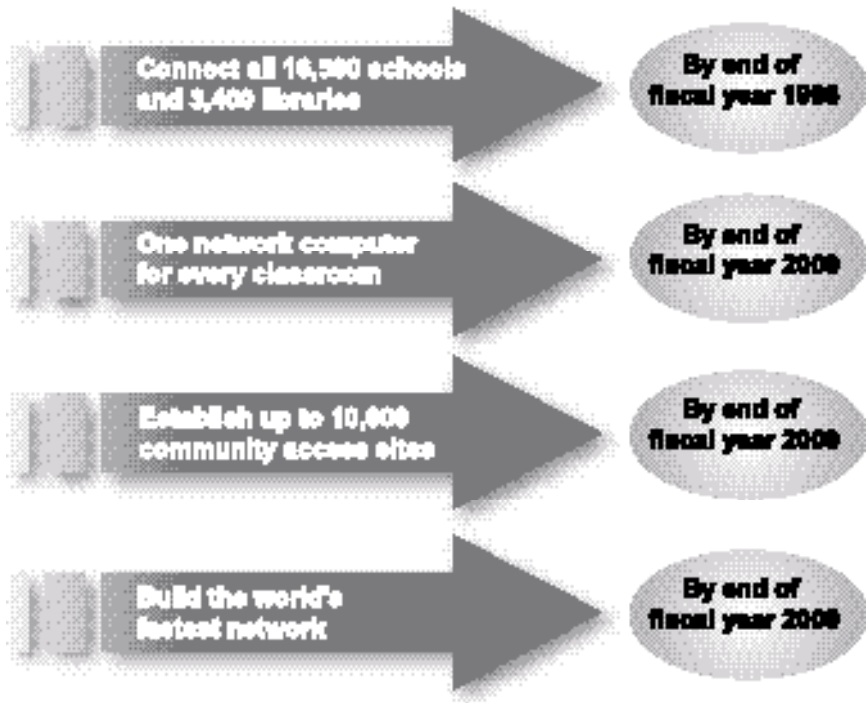 Connect all 16,500 schools
and 3,400 libraries
By end of
fiscal year
One network computer
for every classroom
By end of
fiscal year 2000
Establish up to 10,000
community access sites
By end of
fiscal year 2000
Build the world's
fastest network
By end of
fiscal year 2000